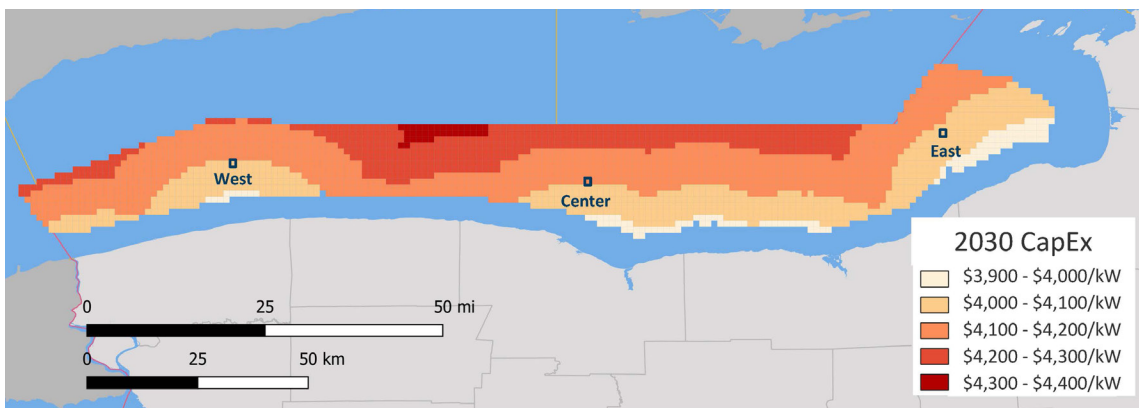 West
Center
East
0 25 50 mi
0 25 50 km
2030 CapEx
$3,900 - $4,000/kW
$4,000 - $4,100/kW
$4,100 - $4,200/kW
$4,200 - $4,300/kW
$4,300 - $4,400/kW